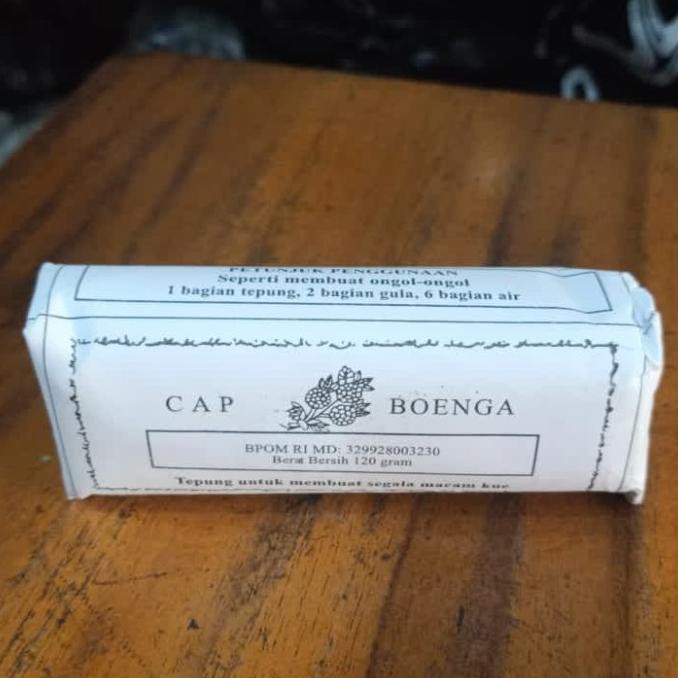 PETUNJUK PENGGUNAAN
Seperti membuat ongol-ongol
1 bagian tepung, 2 bagian gula, 6 bagian air
CAP BOENGA
BPOM RI MD: 329928003230
Berat Bersih 120 gram
Tepung untuk membuat segala macam kue